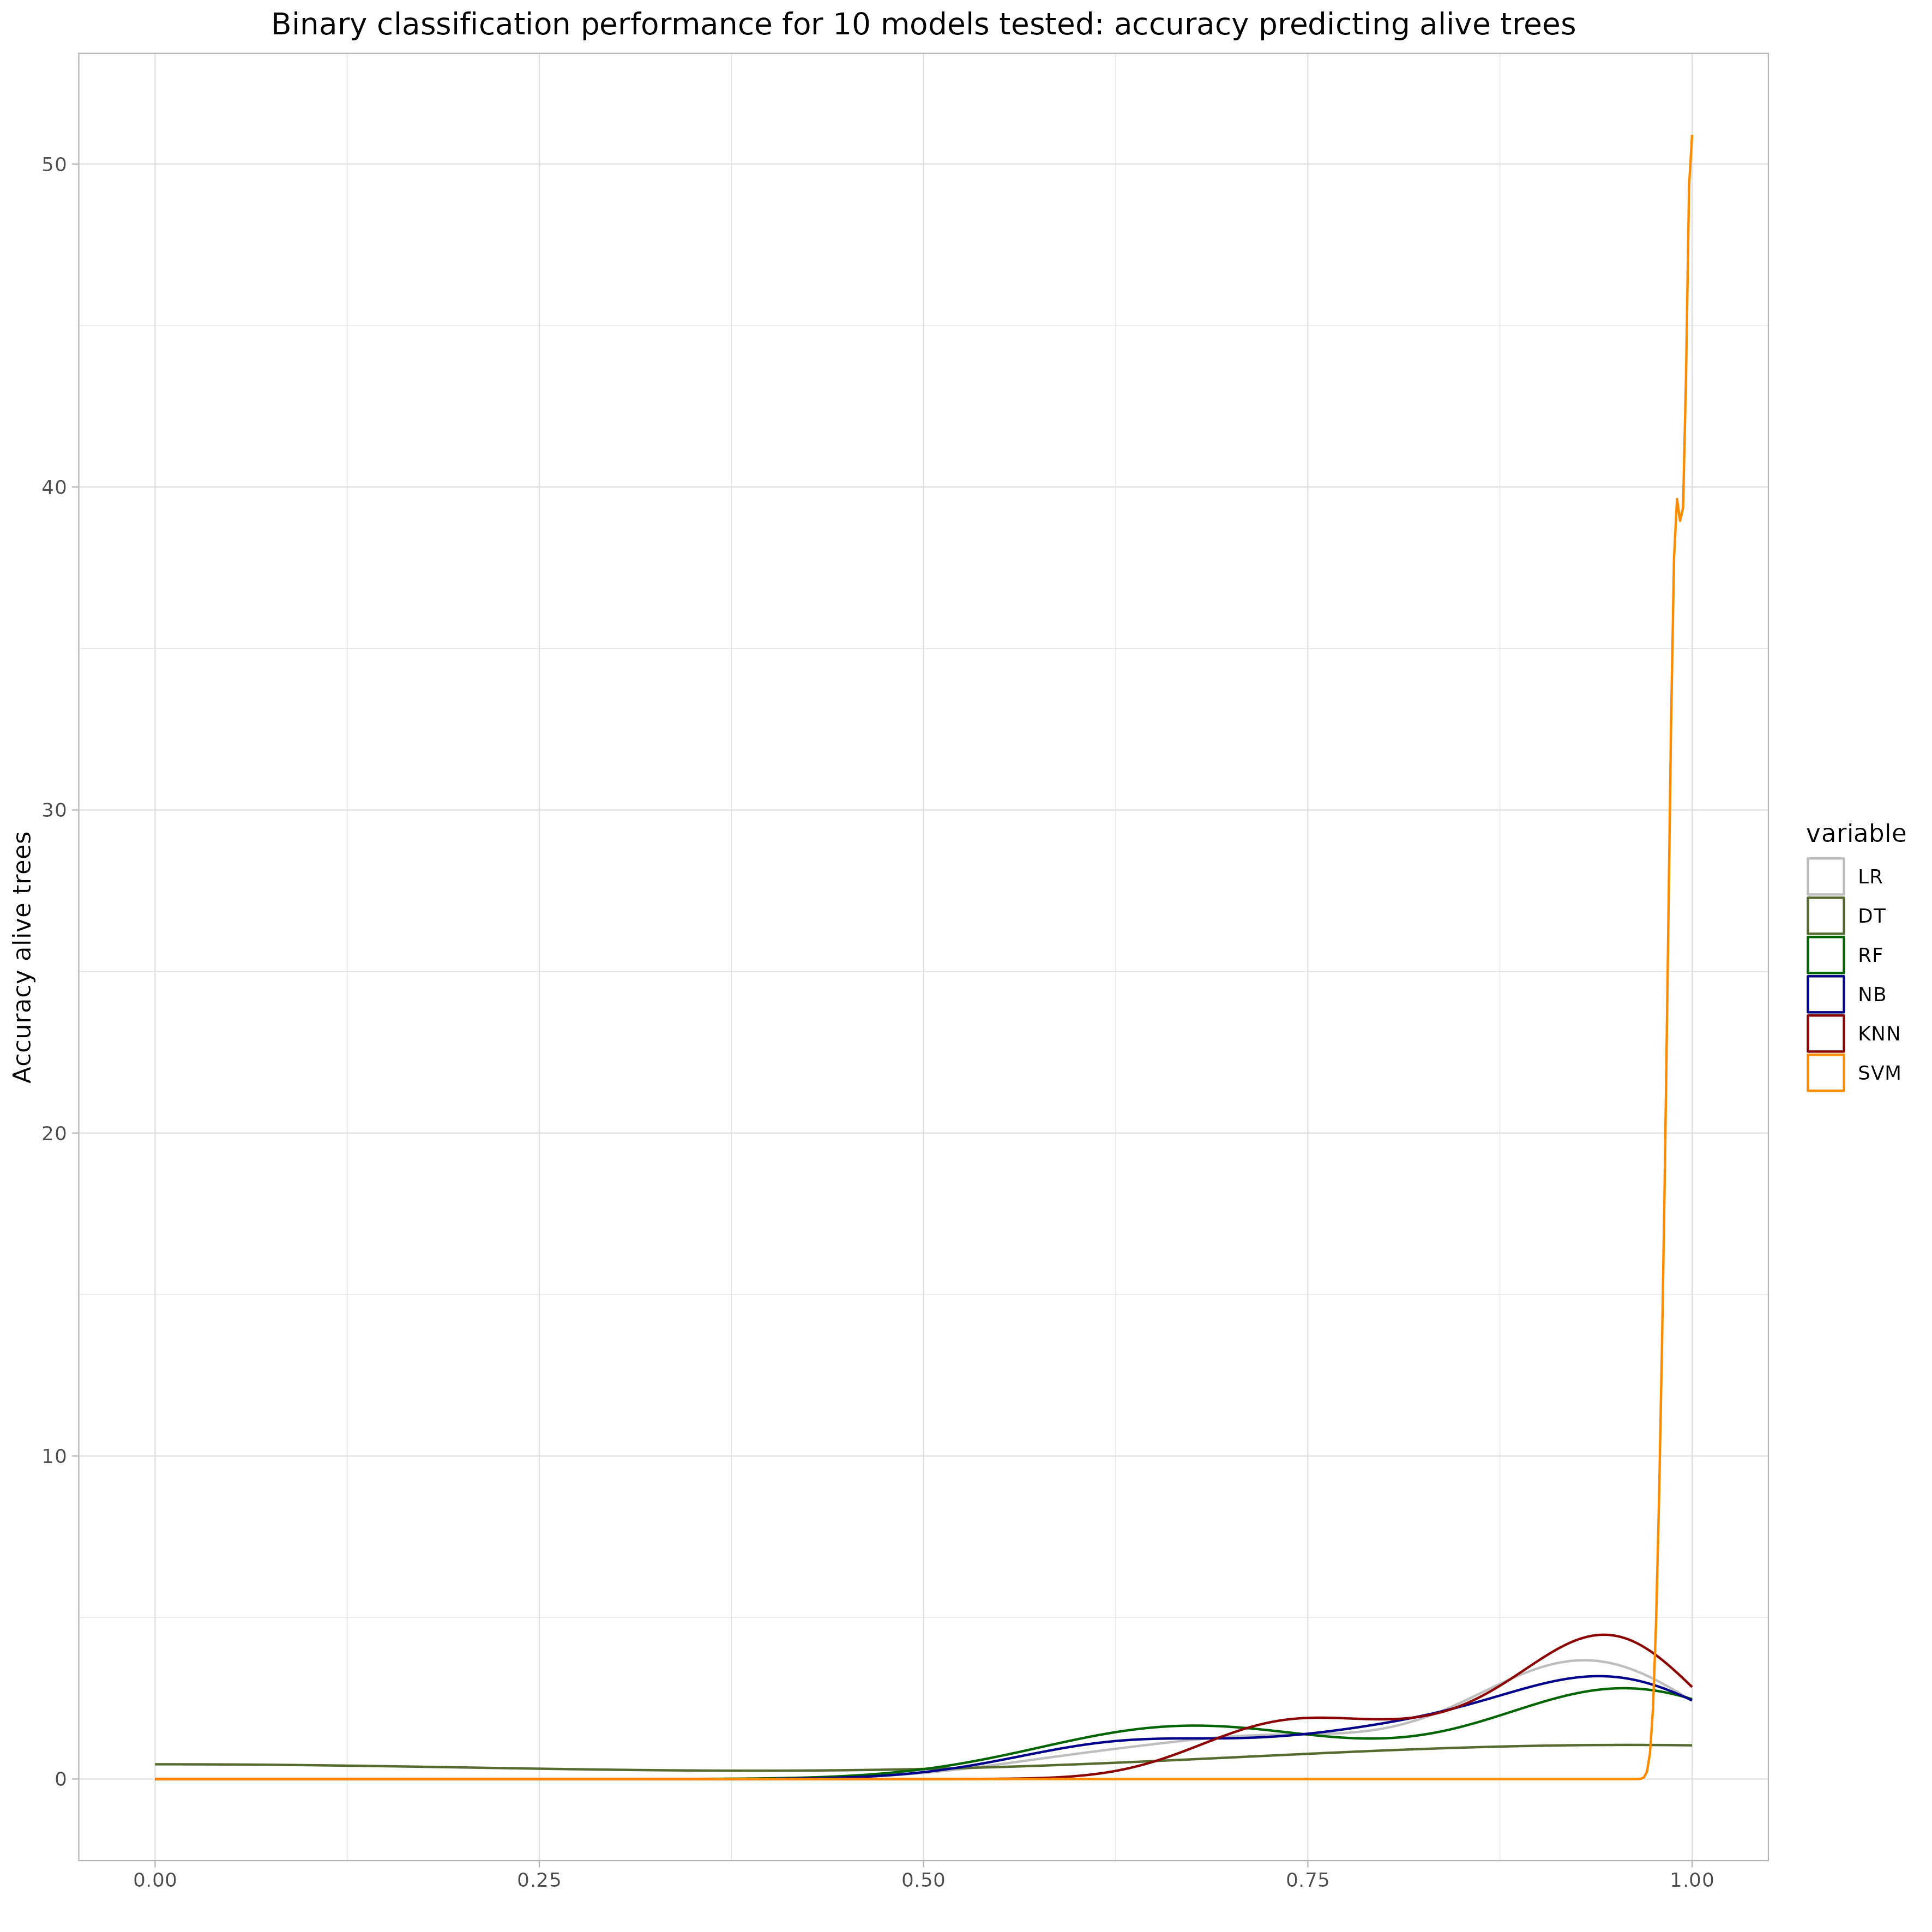 Binary classification performance for 10 models tested: accuracy predicting alive trees
Accuracy alive trees
50
40
30
20
10
0
0.00
0.25
0.50
0.75
1.00
variable
LR
DT
RF
NB
KNN
SVM